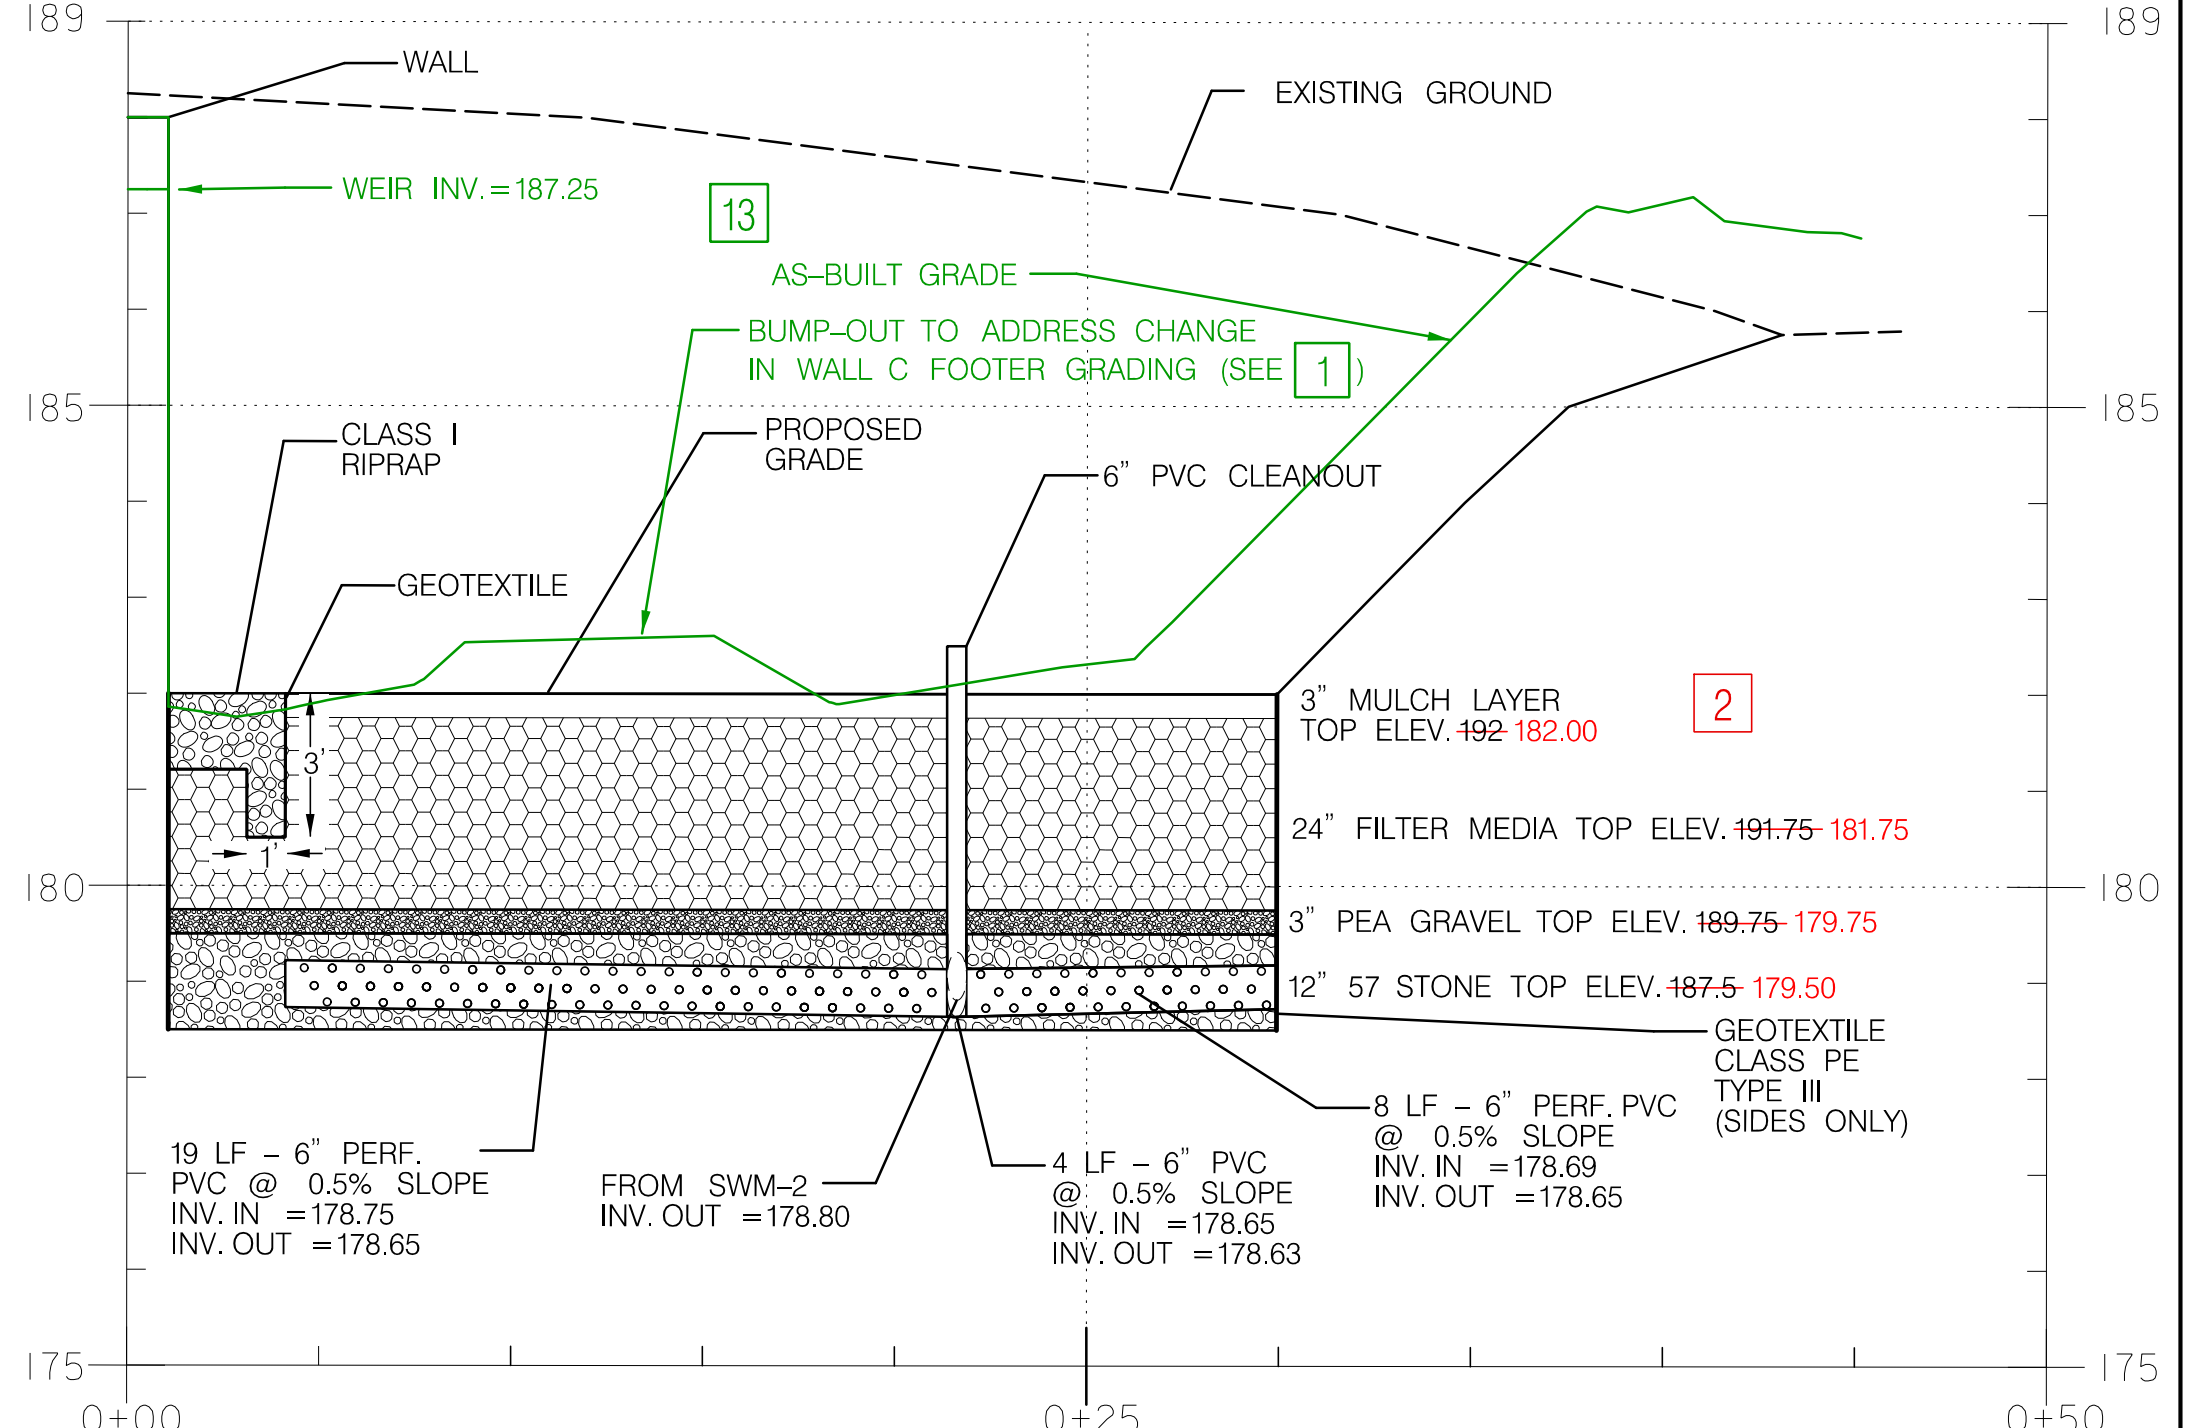 189
189
WALL
EXISTING GROUND
WEIR INV.=187.25
13
AS-BUILT GRADE
BUMP-OUT TO ADDRESS CHANGE
IN WALL C FOOTER GRADING (SEE 1 )
185
185
CLASS I
RIPRAP
PROPOSED
GRADE
6" PVC CLEANOUT
GEOTEXTILE
3" MULCH LAYER
TOP ELEV. 192 182.00
2
3'
24" FILTER MEDIA TOP ELEV. 191.75 181.75
1'
180
180
3" PEA GRAVEL TOP ELEV. 189.75 179.75
12" 57 STONE TOP ELEV. 187.5 179.50
GEOTEXTILE
CLASS PE
TYPE III
(SIDES ONLY)
19 LF - 6" PERF.
PVC @ 0.5% SLOPE
INV. IN =178.75
INV. OUT =178.65
FROM SWM-2
INV. OUT =178.80
4 LF - 6" PVC
@ 0.5% SLOPE
INV. IN =178.65
INV. OUT =178.63
8 LF - 6" PERF. PVC
@ 0.5% SLOPE
INV. IN =178.69
INV. OUT =178.65
175
175
0+00
0+25
0+50